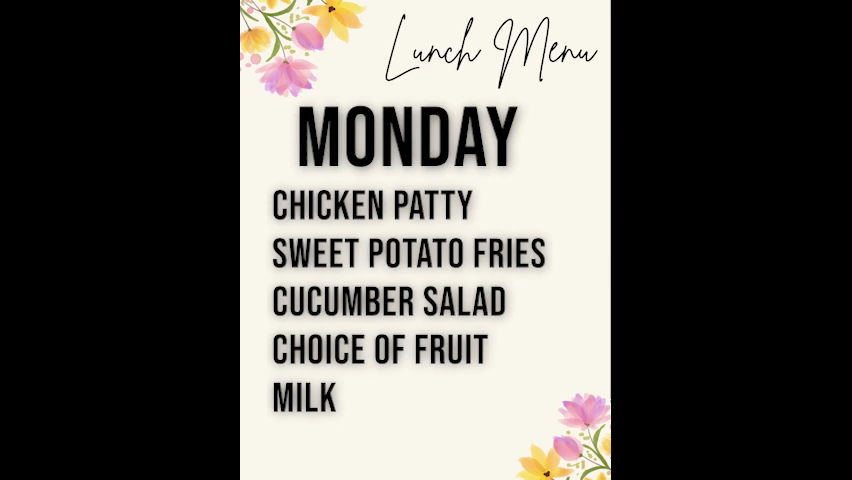 Lunch Menu
MONDAY
CHICKEN PATTY
SWEET POTATO FRIES
CUCUMBER SALAD
CHOICE OF FRUIT
MILK